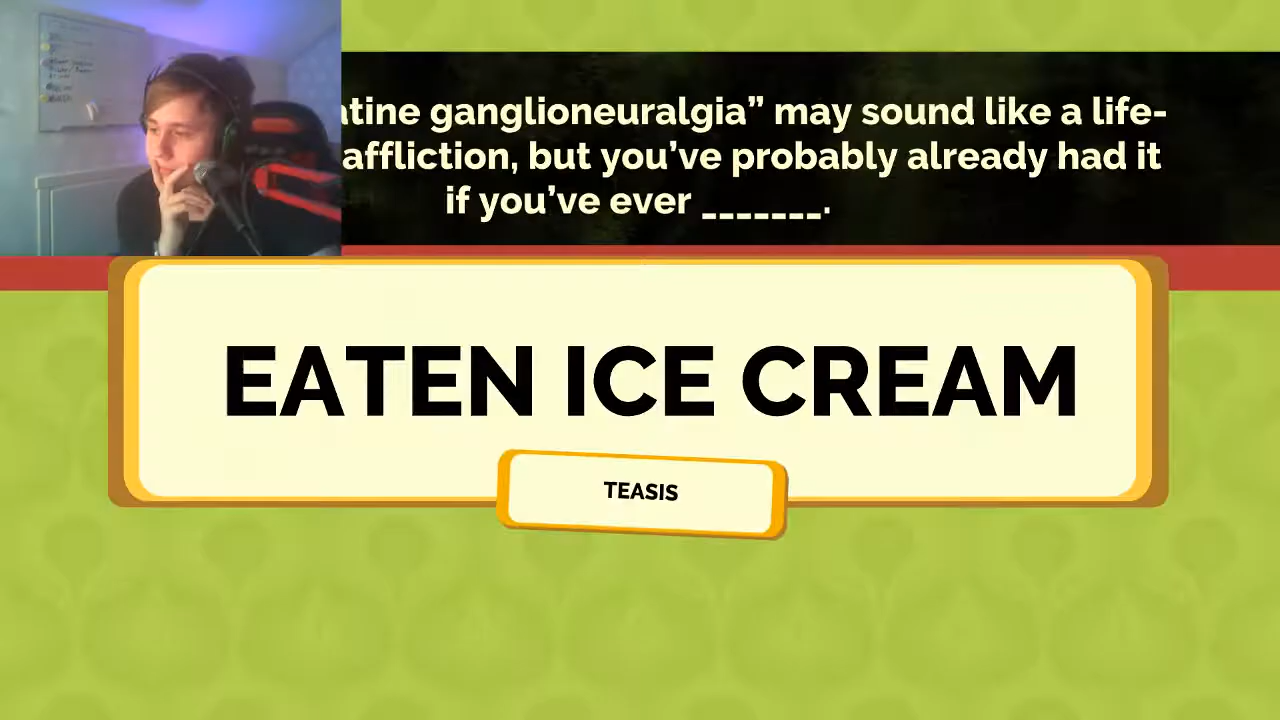 atine ganglioneuralgia” may sound like a life-
affliction, but you’ve probably already had it
if you’ve ever _______.
EATEN ICE CREAM
TEASIS